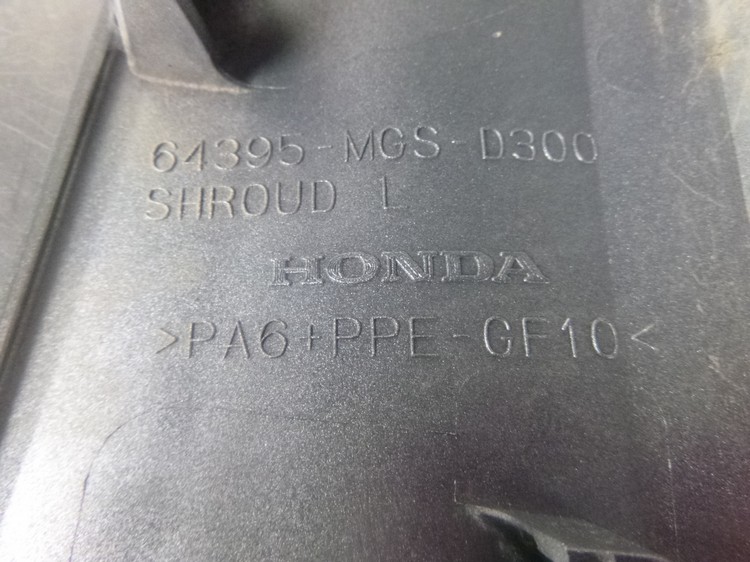 64395-MGS-D300
SHROUD L
HONDA
>PA6+PPE-GF10<